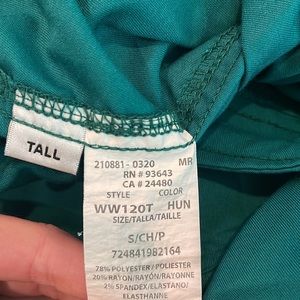 TALL
210881-0320 MR
RN # 93643
CA # 24480
STYLE COLOR
WW120T HUN
SIZE/TALLA/TAILLE
S/CH/P
724841982164
78% POLYESTER/POLIESTER
20% RAYON/RAYÓN/RAYONNE
2% SPANDEX/ELASTANO/
ELASTHANNE